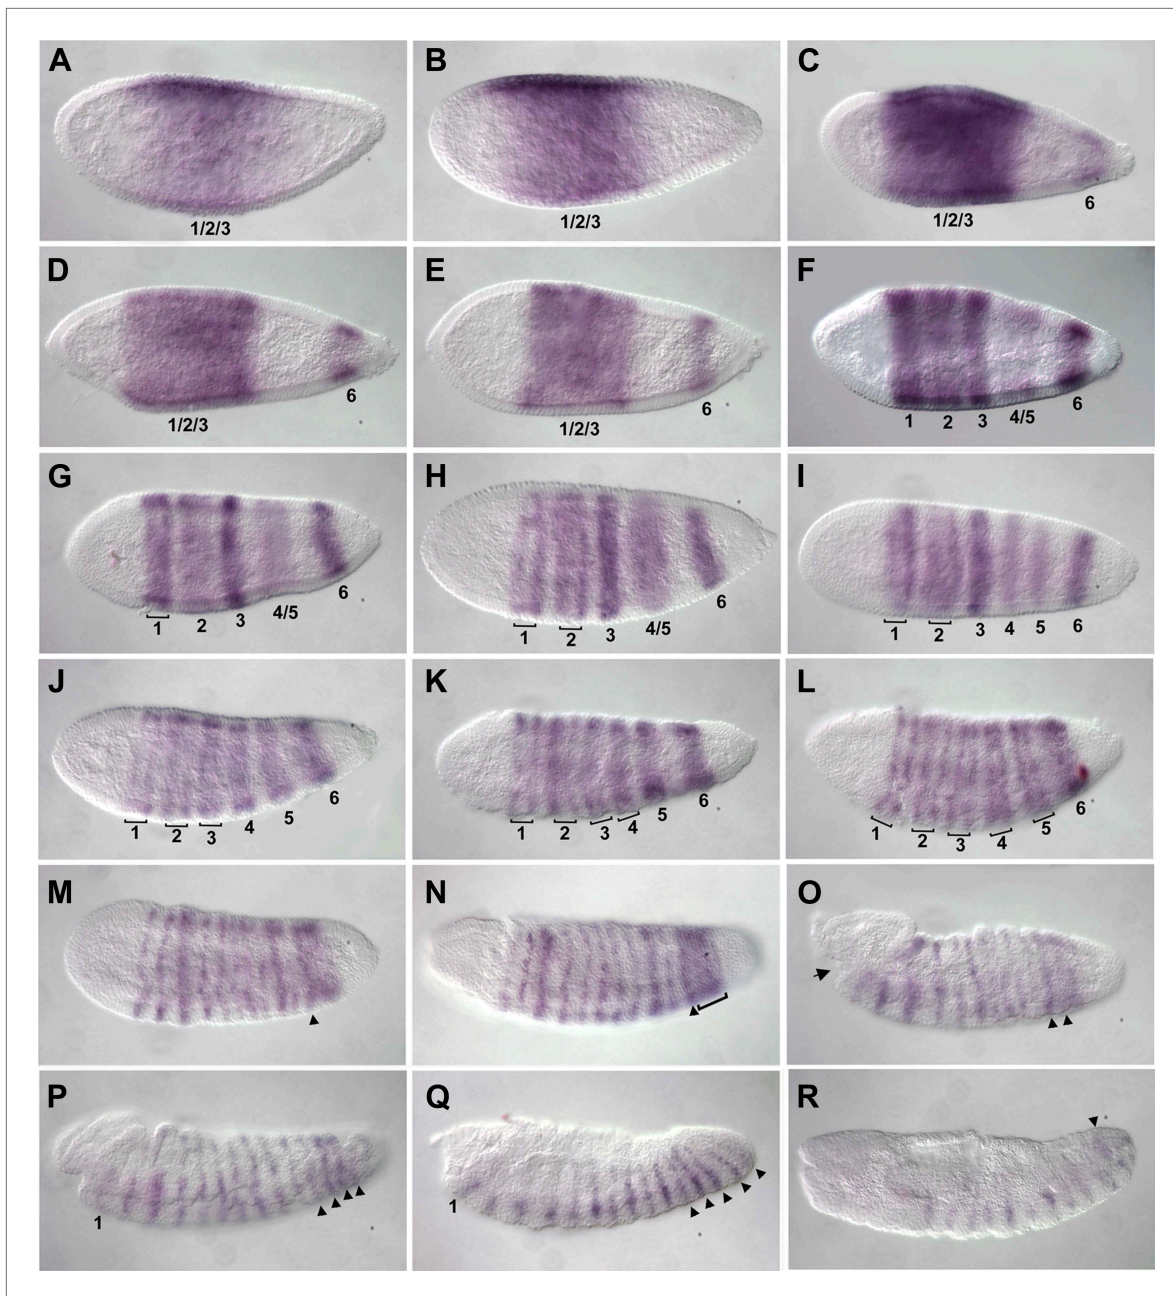 A B C
1/2/3 1/2/3 1/2/3 6
D E F
1/2/3 6 1/2/3 6 1 2 3 4/5 6
G H I
1 2 3 4/5 6 1 2 3 4/5 6 1 2 3 4 5 6
J K L
1 2 3 4 5 6 1 2 3 4 5 6 1 2 3 4 5 6
M N O
P Q R
1 1